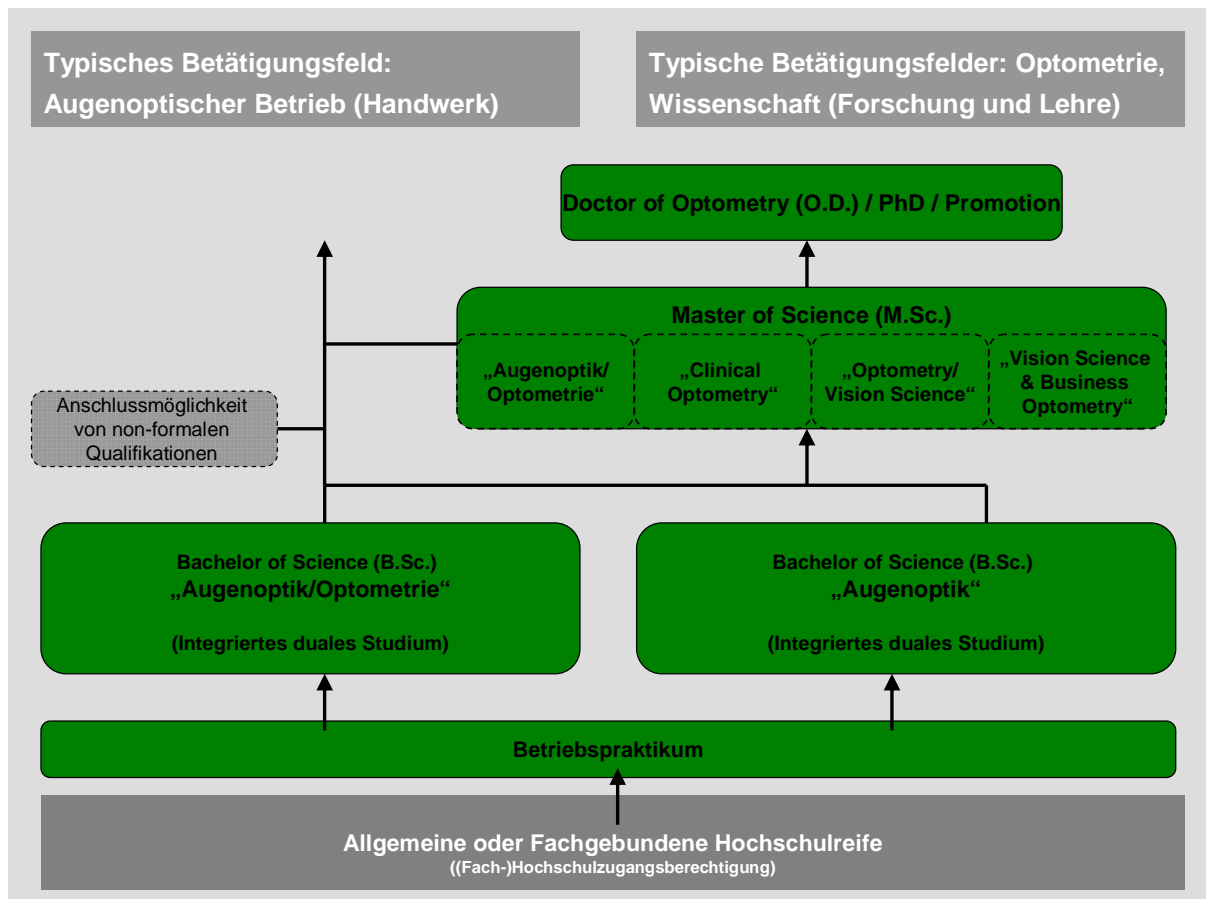 Typisches Betätigungsfeld:
Augenoptischer Betrieb (Handwerk)
Typische Betätigungsfelder: Optometrie,
Wissenschaft (Forschung und Lehre)
Doctor of Optometry (O.D.) / PhD / Promotion
Master of Science (M.Sc.)
„Augenoptik/
Optometrie“
„Clinical
Optometry“
„Optometry/
Vision Science“
„Vision Science
& Business
Optometry“
Anschlussmöglichkeit
von non-formalen
Qualifikationen
Bachelor of Science (B.Sc.)
„Augenoptik/Optometrie“
(Integriertes duales Studium)
Bachelor of Science (B.Sc.)
„Augenoptik“
(Integriertes duales Studium)
Betriebspraktikum
Allgemeine oder Fachgebundene Hochschulreife
((Fach-)Hochschulzugangsberechtigung)